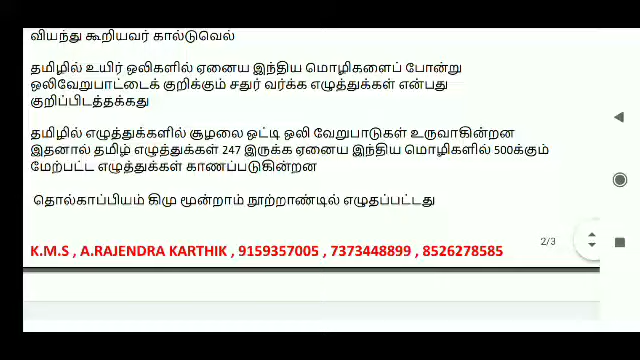 வியந்து கூறியவர் கால்டுவெல்
தமிழில் உயிர் ஒலிகளில் ஏனைய இந்திய மொழிகளைப் போன்று
ஒலிவேறுபாட்டைக் குறிக்கும் சதுர் வர்க்க எழுத்துக்கள் என்பது
குறிப்பிடத்தக்கது
தமிழில் எழுத்துக்களில் சூழலை ஒட்டி ஒலி வேறுபாடுகள் உருவாகின்றன
இதனால் தமிழ் எழுத்துக்கள் 247 இருக்க ஏனைய இந்திய மொழிகளில் 500க்கும்
மேற்பட்ட எழுத்துக்கள் காணப்படுகின்றன
தொல்காப்பியம் கிமு மூன்றாம் நூற்றாண்டில் எழுதப்பட்டது
2/3
K.M.S , A.RAJENDRA KARTHIK , 9159357005 , 7373448899 , 8526278585